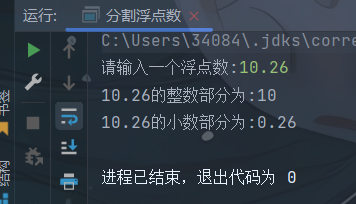 运行: 分割浮点数
C:\Users\34084\.jdks\corre
请输入一个浮点数:10.26
10.26的整数部分为:10
10.26的小数部分为:0.26
进程已结束，退出代码为 0
结构